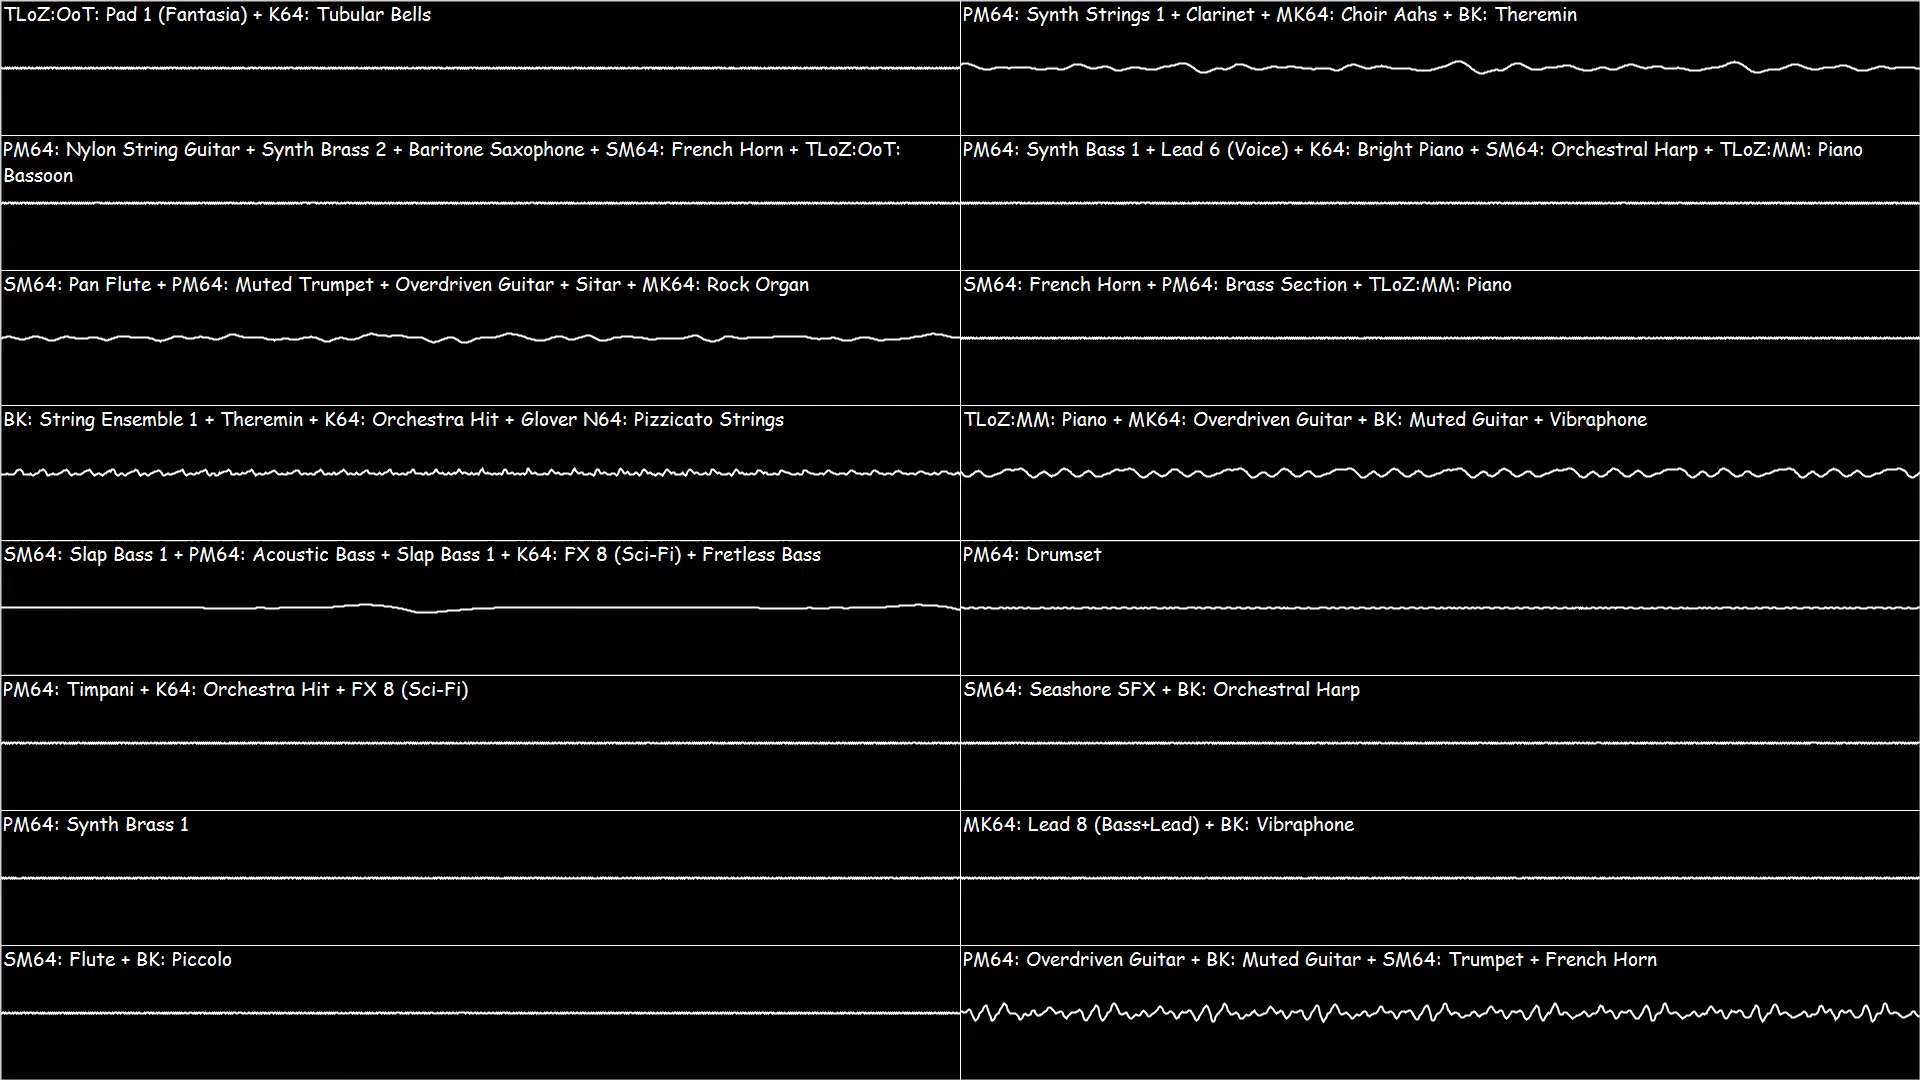 TLoZ:OoT: Pad 1 (Fantasia) + K64: Tubular Bells
PM64: Synth Strings 1 + Clarinet + MK64: Choir Aahs + BK: Theremin
PM64: Nylon String Guitar + Synth Brass 2 + Baritone Saxophone + SM64: French Horn + TLoZ:OoT:
Bassoon
PM64: Synth Bass 1 + Lead 6 (Voice) + K64: Bright Piano + SM64: Orchestral Harp + TLoZ:MM: Piano
SM64: Pan Flute + PM64: Muted Trumpet + Overdriven Guitar + Sitar + MK64: Rock Organ
SM64: French Horn + PM64: Brass Section + TLoZ:MM: Piano
BK: String Ensemble 1 + Theremin + K64: Orchestra Hit + Glover N64: Pizzicato Strings
TLoZ:MM: Piano + MK64: Overdriven Guitar + BK: Muted Guitar + Vibraphone
SM64: Slap Bass 1 + PM64: Acoustic Bass + Slap Bass 1 + K64: FX 8 (Sci-Fi) + Fretless Bass
PM64: Drumset
PM64: Timpani + K64: Orchestra Hit + FX 8 (Sci-Fi)
SM64: Seashore SFX + BK: Orchestral Harp
PM64: Synth Brass 1
MK64: Lead 8 (Bass+Lead) + BK: Vibraphone
SM64: Flute + BK: Piccolo
PM64: Overdriven Guitar + BK: Muted Guitar + SM64: Trumpet + French Horn